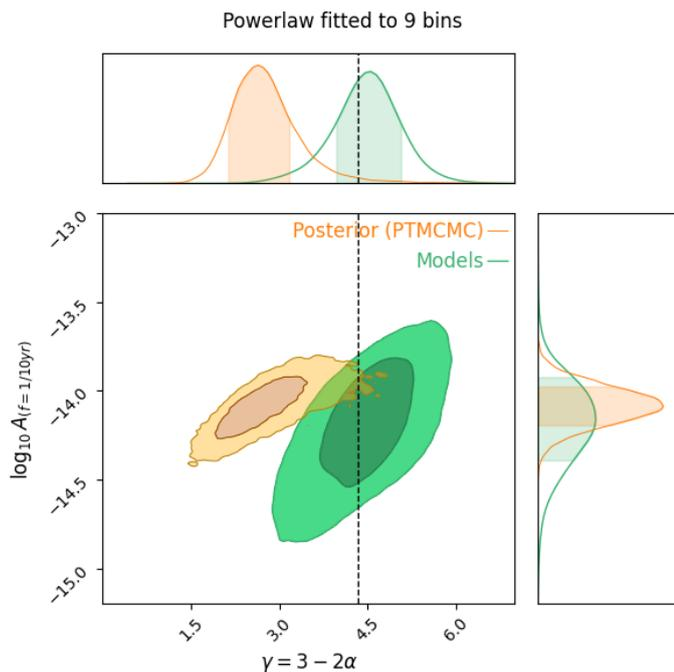 Powerlaw fitted to 9 bins
−13.0
Posterior (PTMCMC)
Models
−13.5
−14.0
−14.5
−15.0
log₁₀ A₍f=1/10yr₎
1.5 3.0 4.5 6.0
γ = 3 − 2α